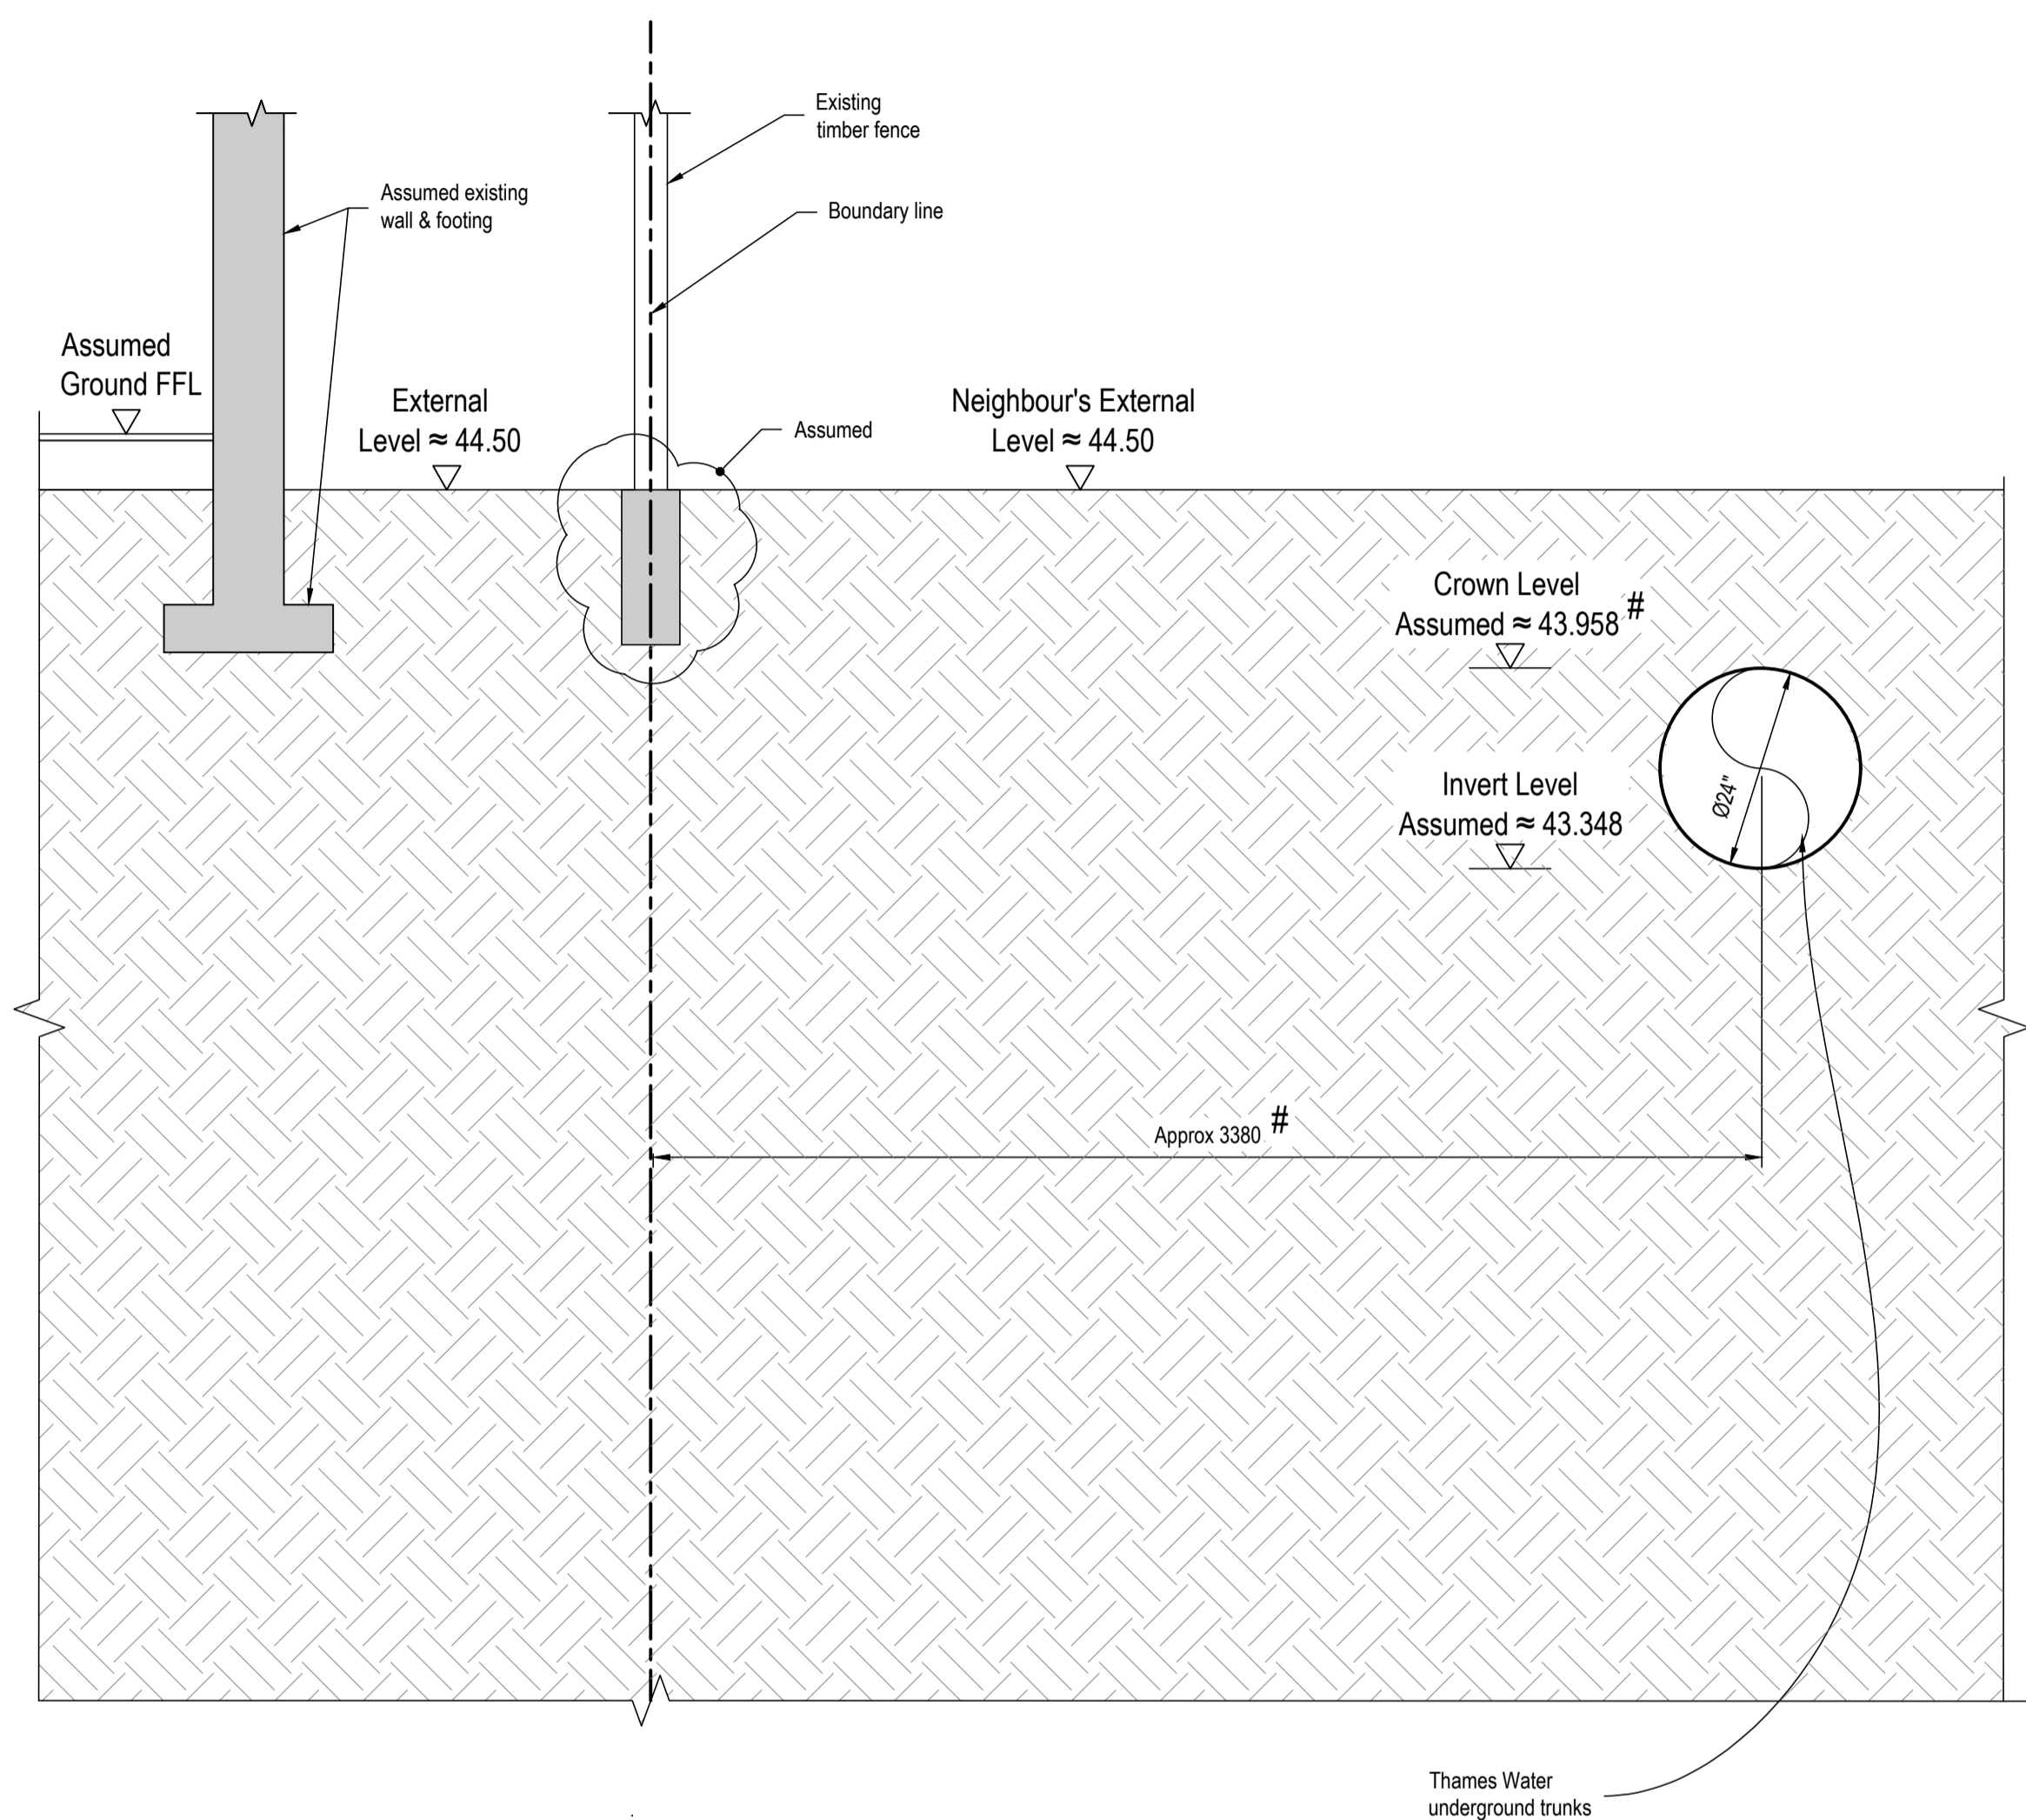 Existing
timber fence
Assumed existing
wall & footing
Boundary line
Assumed
Ground FFL
External
Level ≈ 44.50
Assumed
Neighbour's External
Level ≈ 44.50
Crown Level
Assumed ≈ 43.958 #
Invert Level
Assumed ≈ 43.348
Ø24"
Approx 3380 #
Thames Water
underground trunks